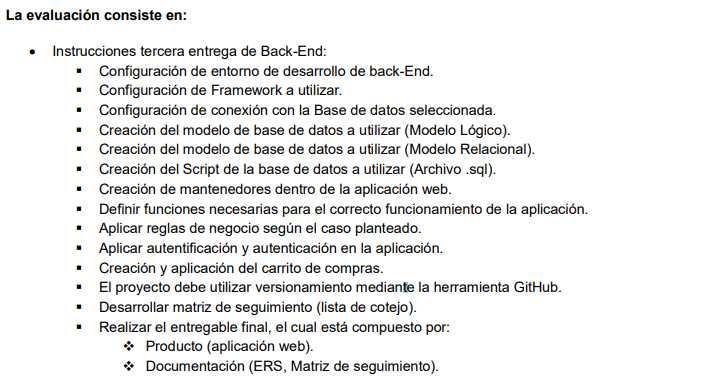 La evaluación consiste en:
• Instrucciones tercera entrega de Back-End:
▪ Configuración de entorno de desarrollo de back-End.
▪ Configuración de Framework a utilizar.
▪ Configuración de conexión con la Base de datos seleccionada.
▪ Creación del modelo de base de datos a utilizar (Modelo Lógico).
▪ Creación del modelo de base de datos a utilizar (Modelo Relacional).
▪ Creación del Script de la base de datos a utilizar (Archivo .sql).
▪ Creación de mantenedores dentro de la aplicación web.
▪ Definir funciones necesarias para el correcto funcionamiento de la aplicación.
▪ Aplicar reglas de negocio según el caso planteado.
▪ Aplicar autentificación y autenticación en la aplicación.
▪ Creación y aplicación del carrito de compras.
▪ El proyecto debe utilizar versionamiento mediante la herramienta GitHub.
▪ Desarrollar matriz de seguimiento (lista de cotejo).
▪ Realizar el entregable final, el cual está compuesto por:
❖ Producto (aplicación web).
❖ Documentación (ERS, Matriz de seguimiento).